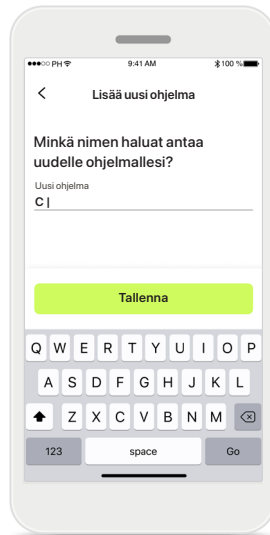 PH 9:41 AM 100 %
Lisää uusi ohjelma
Minkä nimen haluat antaa
uudelle ohjelmallesi?
Uusi ohjelma
C |
Tallenna
Q W E R T Y U I O P
A S D F G H J K L
Z X C V B N M
123 space Go